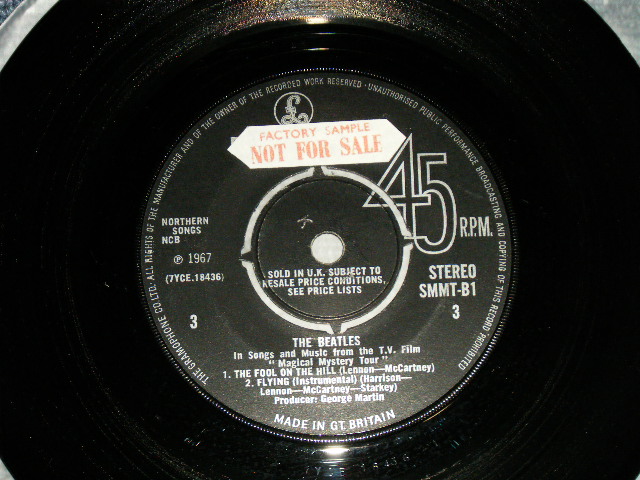 THE GRAMOPHONE CO. LTD. ALL RIGHTS OF THE MANUFACTURER AND OF THE OWNER OF THE RECORDED WORK RESERVED · UNAUTHORISED PUBLIC PERFORMANCE BROADCASTING AND COPYING OF THIS RECORD PROHIBITED
£
FACTORY SAMPLE
NOT FOR SALE
45 R.P.M.
NORTHERN
SONGS
NCB
℗ 1967
(7YCE.18436)
3
SOLD IN U.K. SUBJECT TO
RESALE PRICE CONDITIONS,
SEE PRICE LISTS
STEREO
SMMT-B1
3
THE BEATLES
In Songs and Music from the T.V. Film
"Magical Mystery Tour"
1. THE FOOL ON THE HILL (Lennon—McCartney)
2. FLYING (Instrumental) (Harrison—
Lennon—McCartney—Starkey)
Producer: George Martin
MADE IN GT. BRITAIN